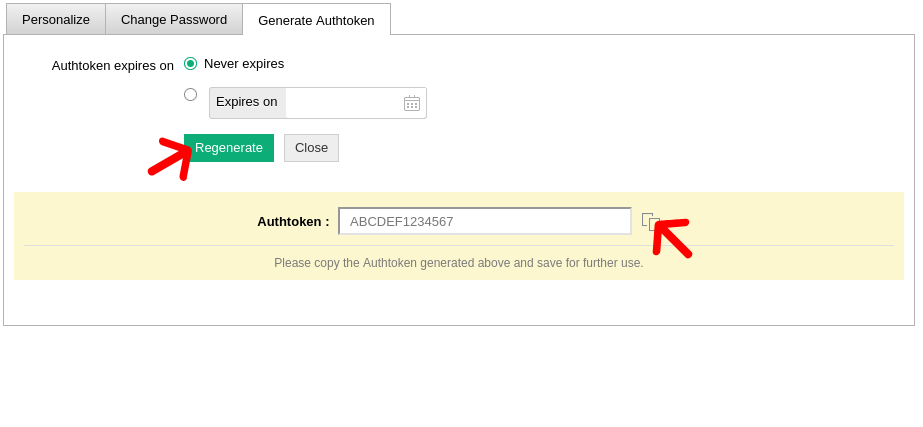 Personalize Change Password Generate Authtoken
Authtoken expires on Never expires
Expires on
Regenerate Close
Authtoken : ABCDEF1234567
Please copy the Authtoken generated above and save for further use.